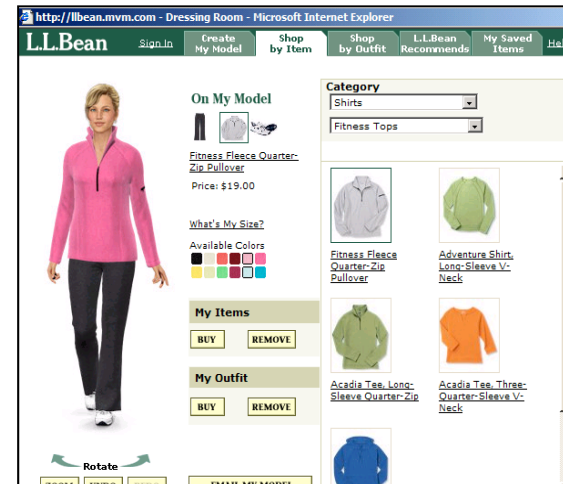 http://llbean.mvm.com - Dressing Room - Microsoft Internet Explorer
L.L.Bean
Sign In
Create My Model
Shop by Item
Shop by Outfit
L.L.Bean Recommends
My Saved Items
On My Model
Fitness Fleece Quarter-
Zip Pullover
Price: $19.00
What's My Size?
Available Colors
My Items
BUY REMOVE
My Outfit
BUY REMOVE
Rotate
Category
Shirts
Fitness Tops
Fitness Fleece
Quarter-Zip
Pullover
Adventure Shirt,
Long-Sleeve V-
Neck
Acadia Tee, Long-
Sleeve Quarter-Zip
Acadia Tee, Three-
Quarter-Sleeve V-
Neck